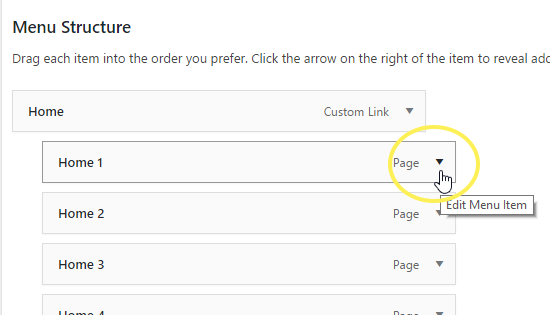 Menu Structure
Drag each item into the order you prefer. Click the arrow on the right of the item to reveal
Home Custom Link
Home 1 Page
Edit Menu Item
Home 2 Page
Home 3 Page
Home 4 Page